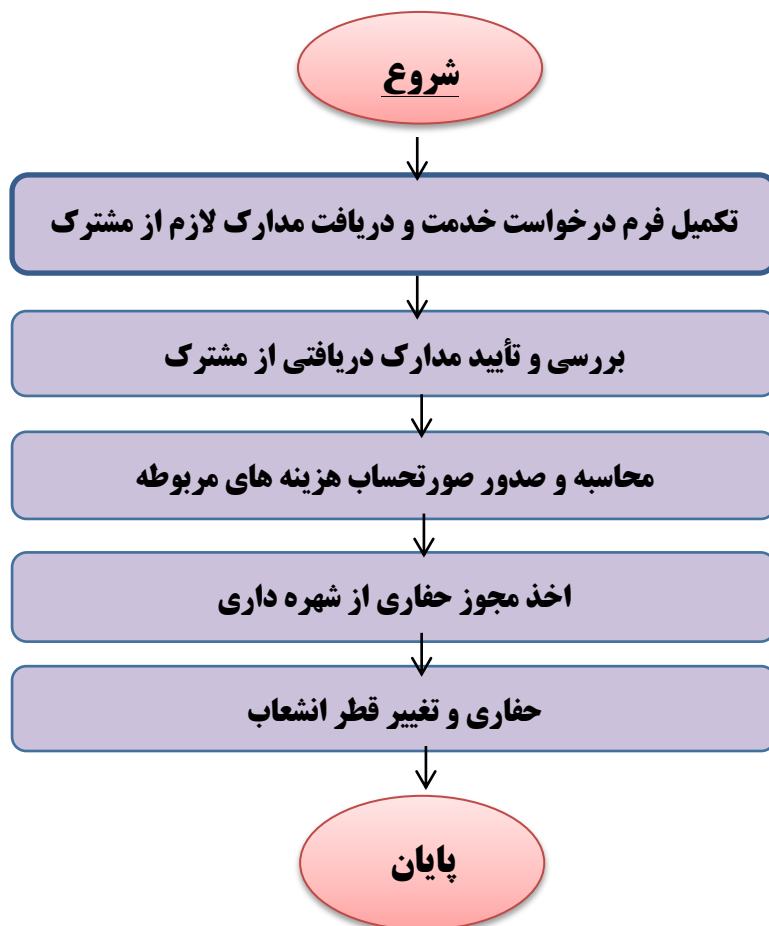 شروع
تکمیل فرم درخواست خدمت و دریافت مدارک لازم از مشترک
بررسی و تأیید مدارک دریافتی از مشترک
محاسبه و صدور صورتحساب هزینه های مربوطه
اخذ مجوز حفاری از شهره داری
حفاری و تغییر قطر انشعاب
پایان